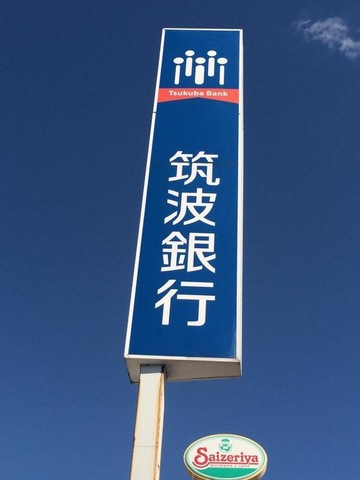 Tsukuba Bank
筑波銀行
Saizeriya